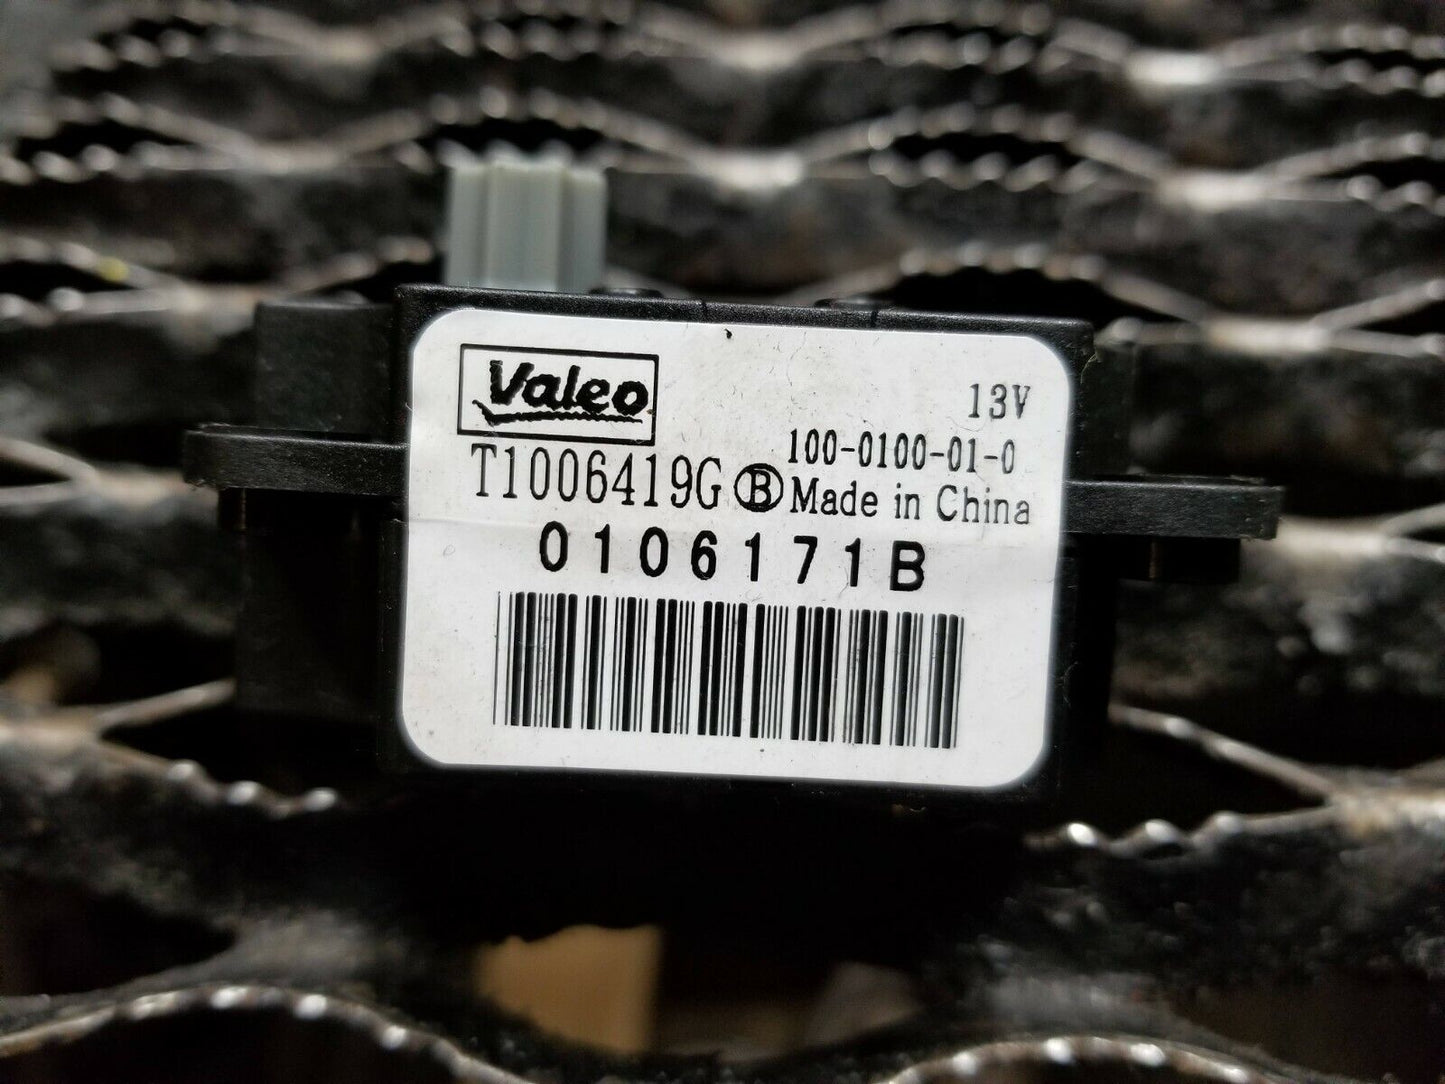 Valeo
13V
100-0100-01-0
T1006419G Ⓑ Made in China
0106171B